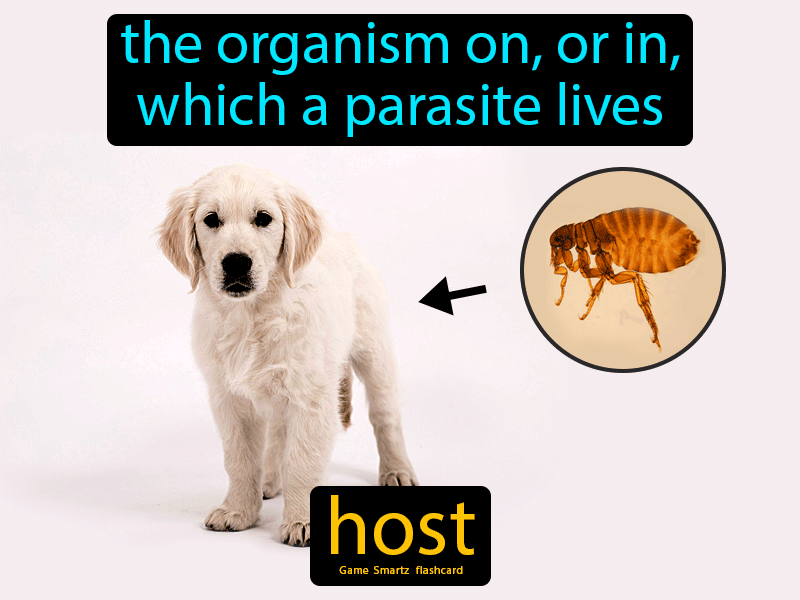 the organism on, or in,
which a parasite lives
host
Game Smartz flashcard